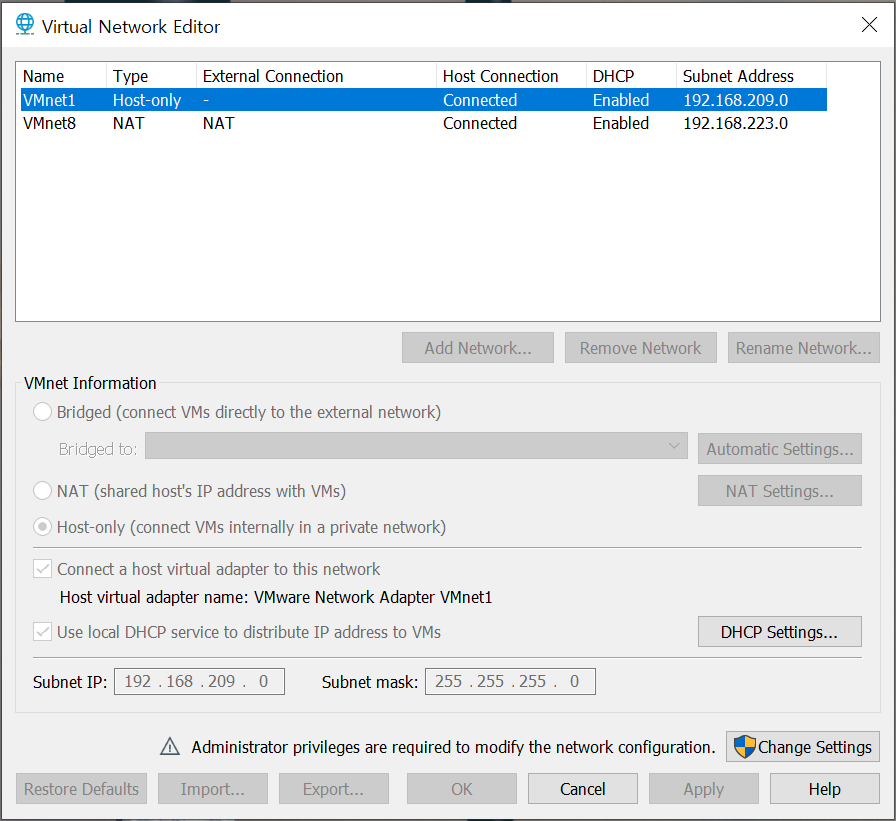 Virtual Network Editor
Name Type External Connection Host Connection DHCP Subnet Address
VMnet1 Host-only - Connected Enabled 192.168.209.0
VMnet8 NAT NAT Connected Enabled 192.168.223.0
Add Network... Remove Network Rename Network...
VMnet Information
Bridged (connect VMs directly to the external network)
Bridged to: Automatic Settings...
NAT (shared host's IP address with VMs) NAT Settings...
Host-only (connect VMs internally in a private network)
Connect a host virtual adapter to this network
Host virtual adapter name: VMware Network Adapter VMnet1
Use local DHCP service to distribute IP address to VMs DHCP Settings...
Subnet IP: 192 . 168 . 209 . 0 Subnet mask: 255 . 255 . 255 . 0
Administrator privileges are required to modify the network configuration. Change Settings
Restore Defaults Import... Export... OK Cancel Apply Help